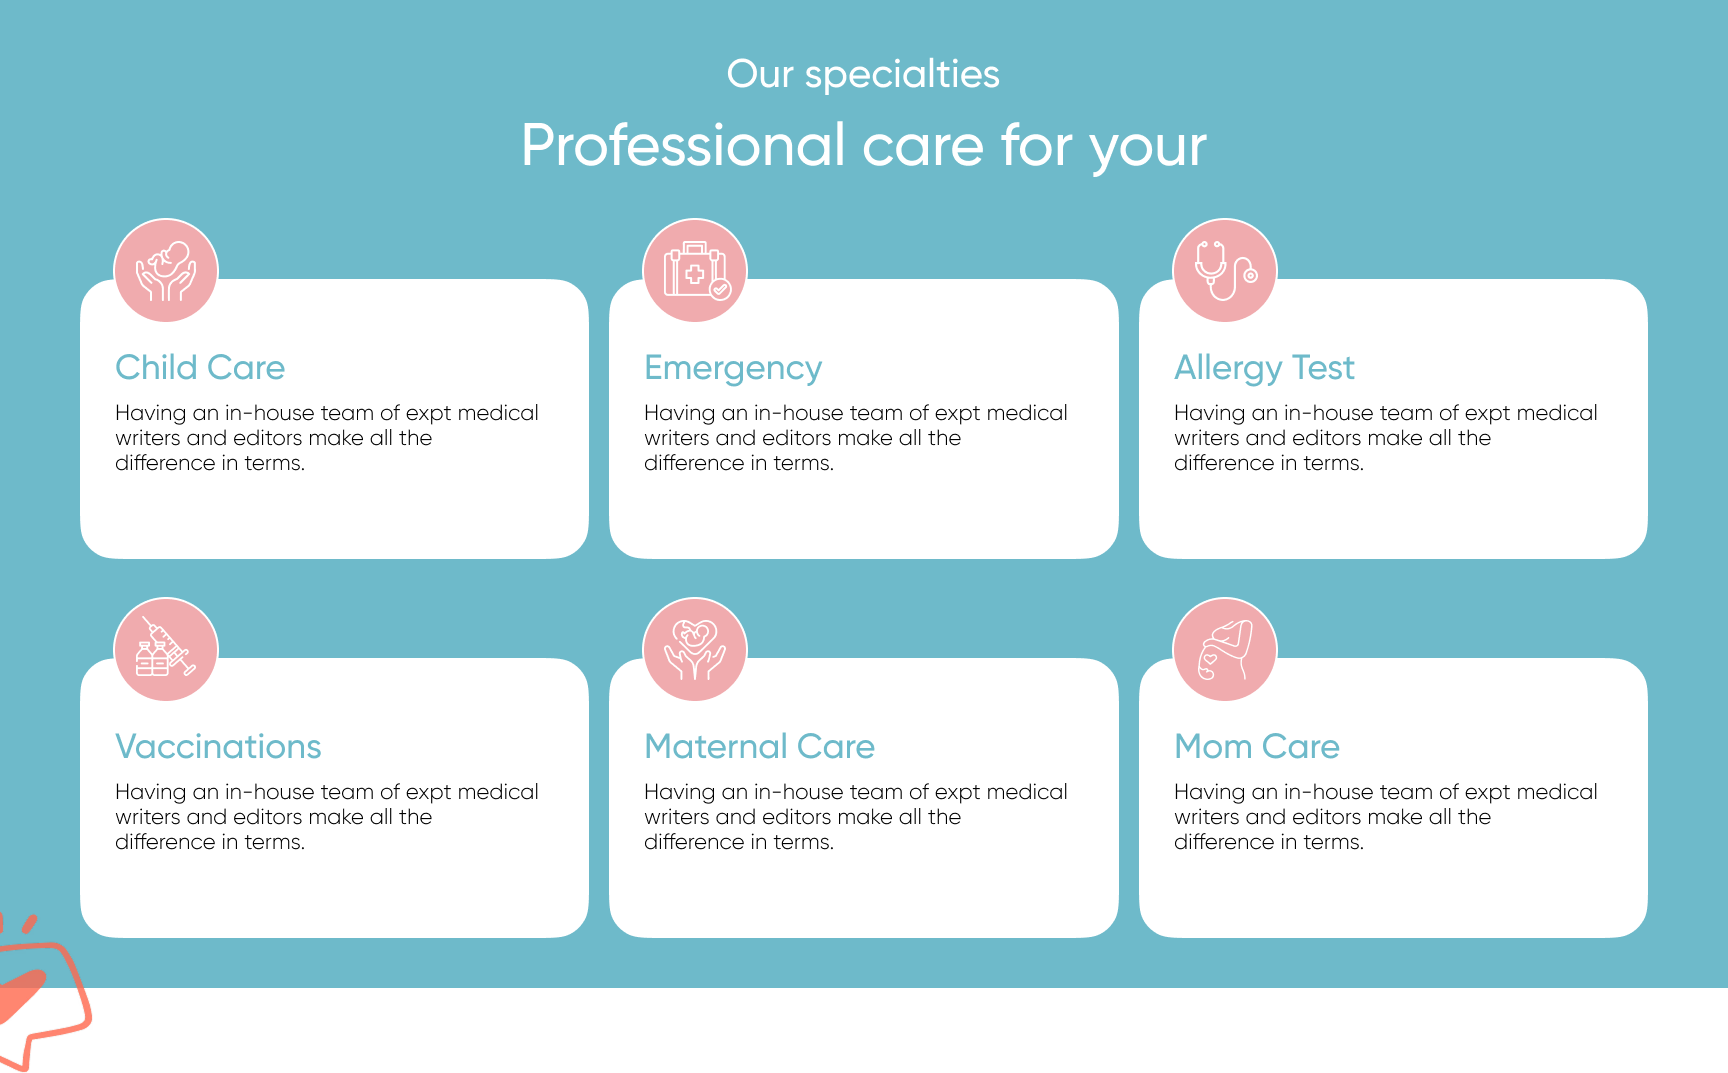 Our specialties
Professional care for your
Child Care
Having an in-house team of expt medical
writers and editors make all the
difference in terms.
Emergency
Having an in-house team of expt medical
writers and editors make all the
difference in terms.
Allergy Test
Having an in-house team of expt medical
writers and editors make all the
difference in terms.
Vaccinations
Having an in-house team of expt medical
writers and editors make all the
difference in terms.
Maternal Care
Having an in-house team of expt medical
writers and editors make all the
difference in terms.
Mom Care
Having an in-house team of expt medical
writers and editors make all the
difference in terms.